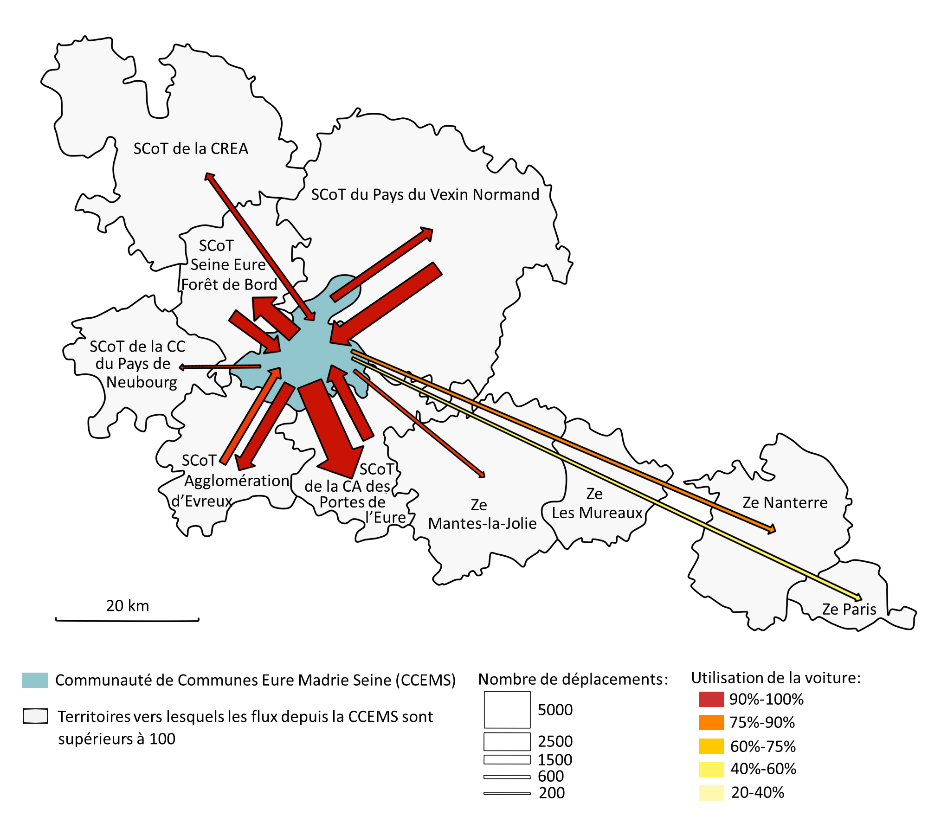 SCoT de la CREA
SCoT du Pays du Vexin Normand
SCoT
Seine Eure
Forêt de Bord
SCoT de la CC
du Pays de
Neubourg
SCoT
Agglomération
d'Evreux
SCoT
de la CA des
Portes de
l'Eure
Ze
Mantes-la-Jolie
Ze
Les Mureaux
Ze Nanterre
Ze Paris
20 km
Communauté de Communes Eure Madrie Seine (CCEMS)
Territoires vers lesquels les flux depuis la CCEMS sont
supérieurs à 100
Nombre de déplacements:
5000
2500
1500
600
200
Utilisation de la voiture:
90%-100%
75%-90%
60%-75%
40%-60%
20-40%